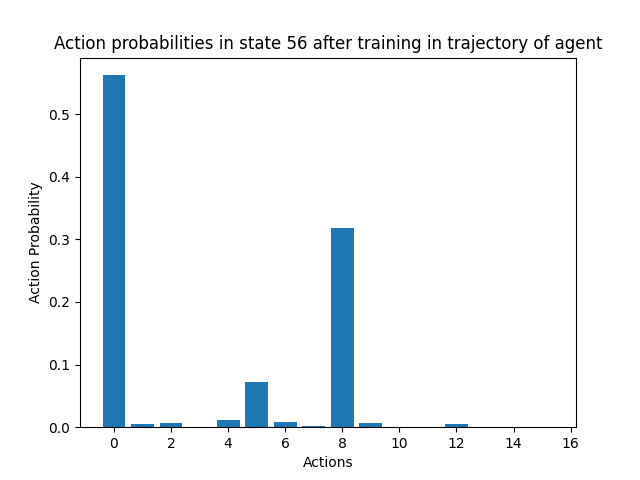 Action probabilities in state 56 after training in trajectory of agent
Action Probability
0.5
0.4
0.3
0.2
0.1
0.0
0 2 4 6 8 10 12 14 16
Actions